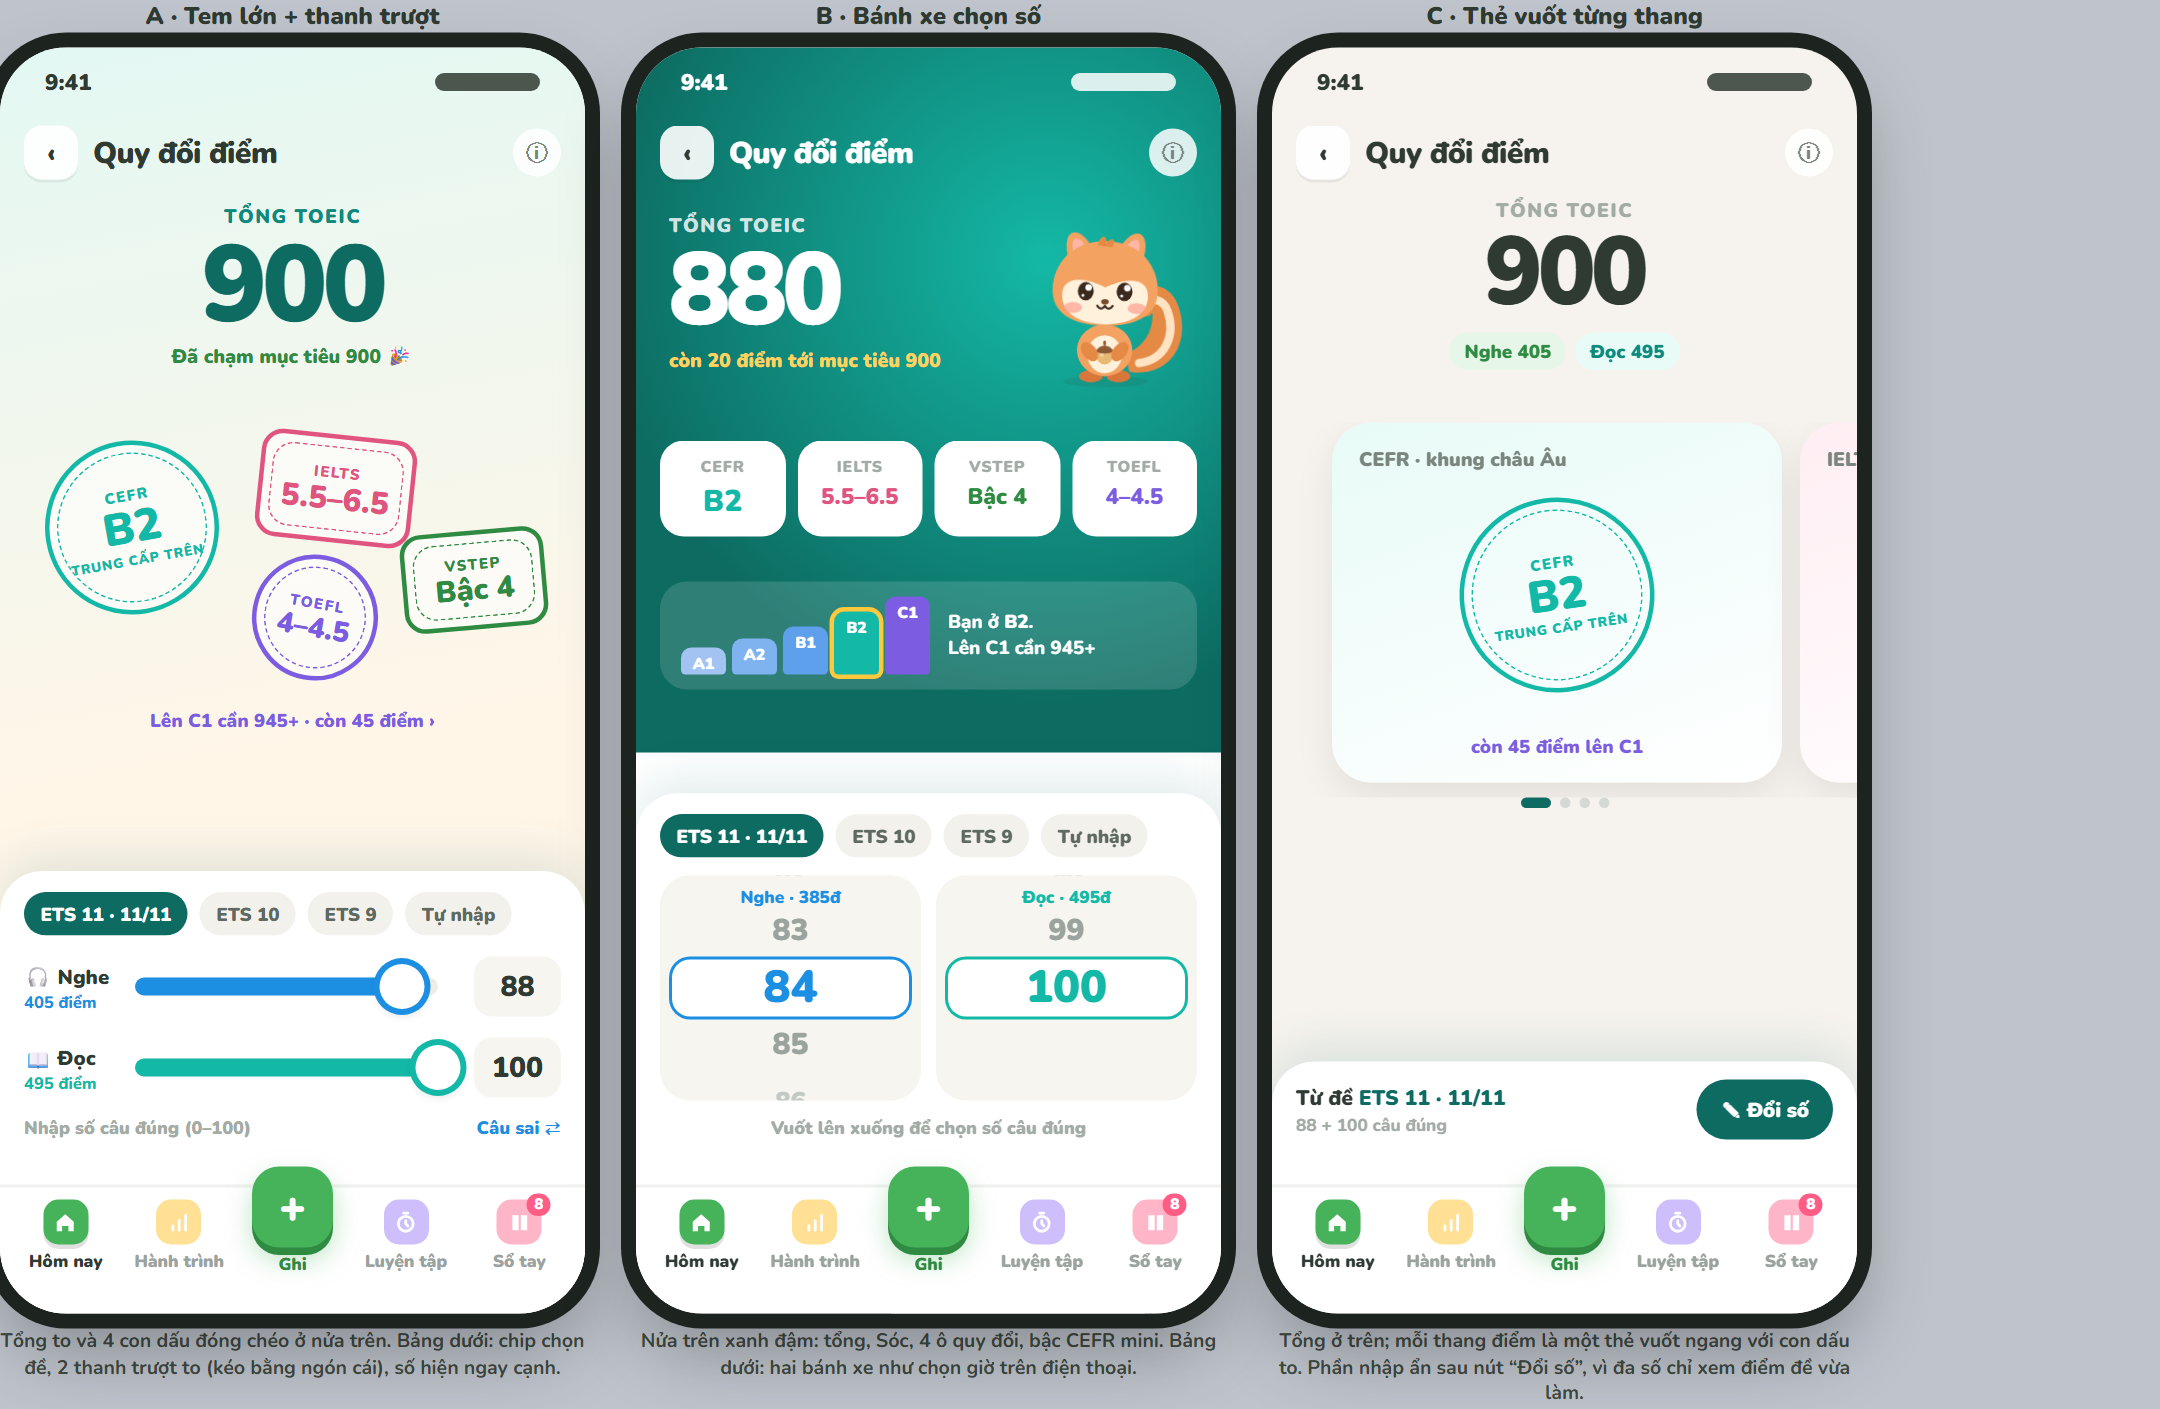 A · Tem lớn + thanh trượt
9:41
‹ Quy đổi điểm
TỔNG TOEIC
900
Đã chạm mục tiêu 900 🎉
CEFR
B2
TRUNG CẤP TRÊN
IELTS
5.5–6.5
VSTEP
Bậc 4
TOEFL
4–4.5
Lên C1 cần 945+ · còn 45 điểm ›
ETS 11 · 11/11 ETS 10 ETS 9 Tự nhập
🎧 Nghe
405 điểm
88
📖 Đọc
495 điểm
100
Nhập số câu đúng (0–100) Câu sai ⇄
8
Hôm nay Hành trình Ghi Luyện tập Sổ tay
Tổng to và 4 con dấu đóng chéo ở nửa trên. Bảng dưới: chip chọn
đề, 2 thanh trượt to (kéo bằng ngón cái), số hiện ngay cạnh.
B · Bánh xe chọn số
9:41
‹ Quy đổi điểm
TỔNG TOEIC
880
còn 20 điểm tới mục tiêu 900
CEFR IELTS VSTEP TOEFL
B2 5.5–6.5 Bậc 4 4–4.5
A1 A2 B1 B2 C1
Bạn ở B2.
Lên C1 cần 945+
ETS 11 · 11/11 ETS 10 ETS 9 Tự nhập
Nghe · 385đ Đọc · 495đ
83 99
84 100
85
86
Vuốt lên xuống để chọn số câu đúng
8
Hôm nay Hành trình Ghi Luyện tập Sổ tay
Nửa trên xanh đậm: tổng, Sóc, 4 ô quy đổi, bậc CEFR mini. Bảng
dưới: hai bánh xe như chọn giờ trên điện thoại.
C · Thẻ vuốt từng thang
9:41
‹ Quy đổi điểm
TỔNG TOEIC
900
Nghe 405 Đọc 495
CEFR · khung châu Âu
CEFR
B2
TRUNG CẤP TRÊN
còn 45 điểm lên C1
Từ đề ETS 11 · 11/11
88 + 100 câu đúng
✏ Đổi số
8
Hôm nay Hành trình Ghi Luyện tập Sổ tay
Tổng ở trên; mỗi thang điểm là một thẻ vuốt ngang với con dấu
to. Phần nhập ẩn sau nút “Đổi số”, vì đa số chỉ xem điểm đề vừa
làm.